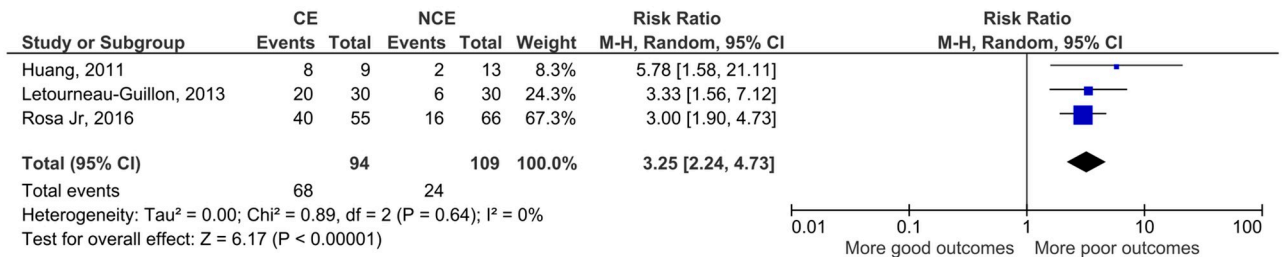 CE NCE Risk Ratio Risk Ratio
Study or Subgroup Events Total Events Total Weight M-H, Random, 95% CI M-H, Random, 95% CI
Huang, 2011 8 9 2 13 8.3% 5.78 [1.58, 21.11]
Letourneau-Guillon, 2013 20 30 6 30 24.3% 3.33 [1.56, 7.12]
Rosa Jr, 2016 40 55 16 66 67.3% 3.00 [1.90, 4.73]
Total (95% CI) 94 109 100.0% 3.25 [2.24, 4.73]
Total events 68 24
Heterogeneity: Tau² = 0.00; Chi² = 0.89, df = 2 (P = 0.64); I² = 0%
Test for overall effect: Z = 6.17 (P < 0.00001)
0.01 0.1 1 10 100
More good outcomes More poor outcomes